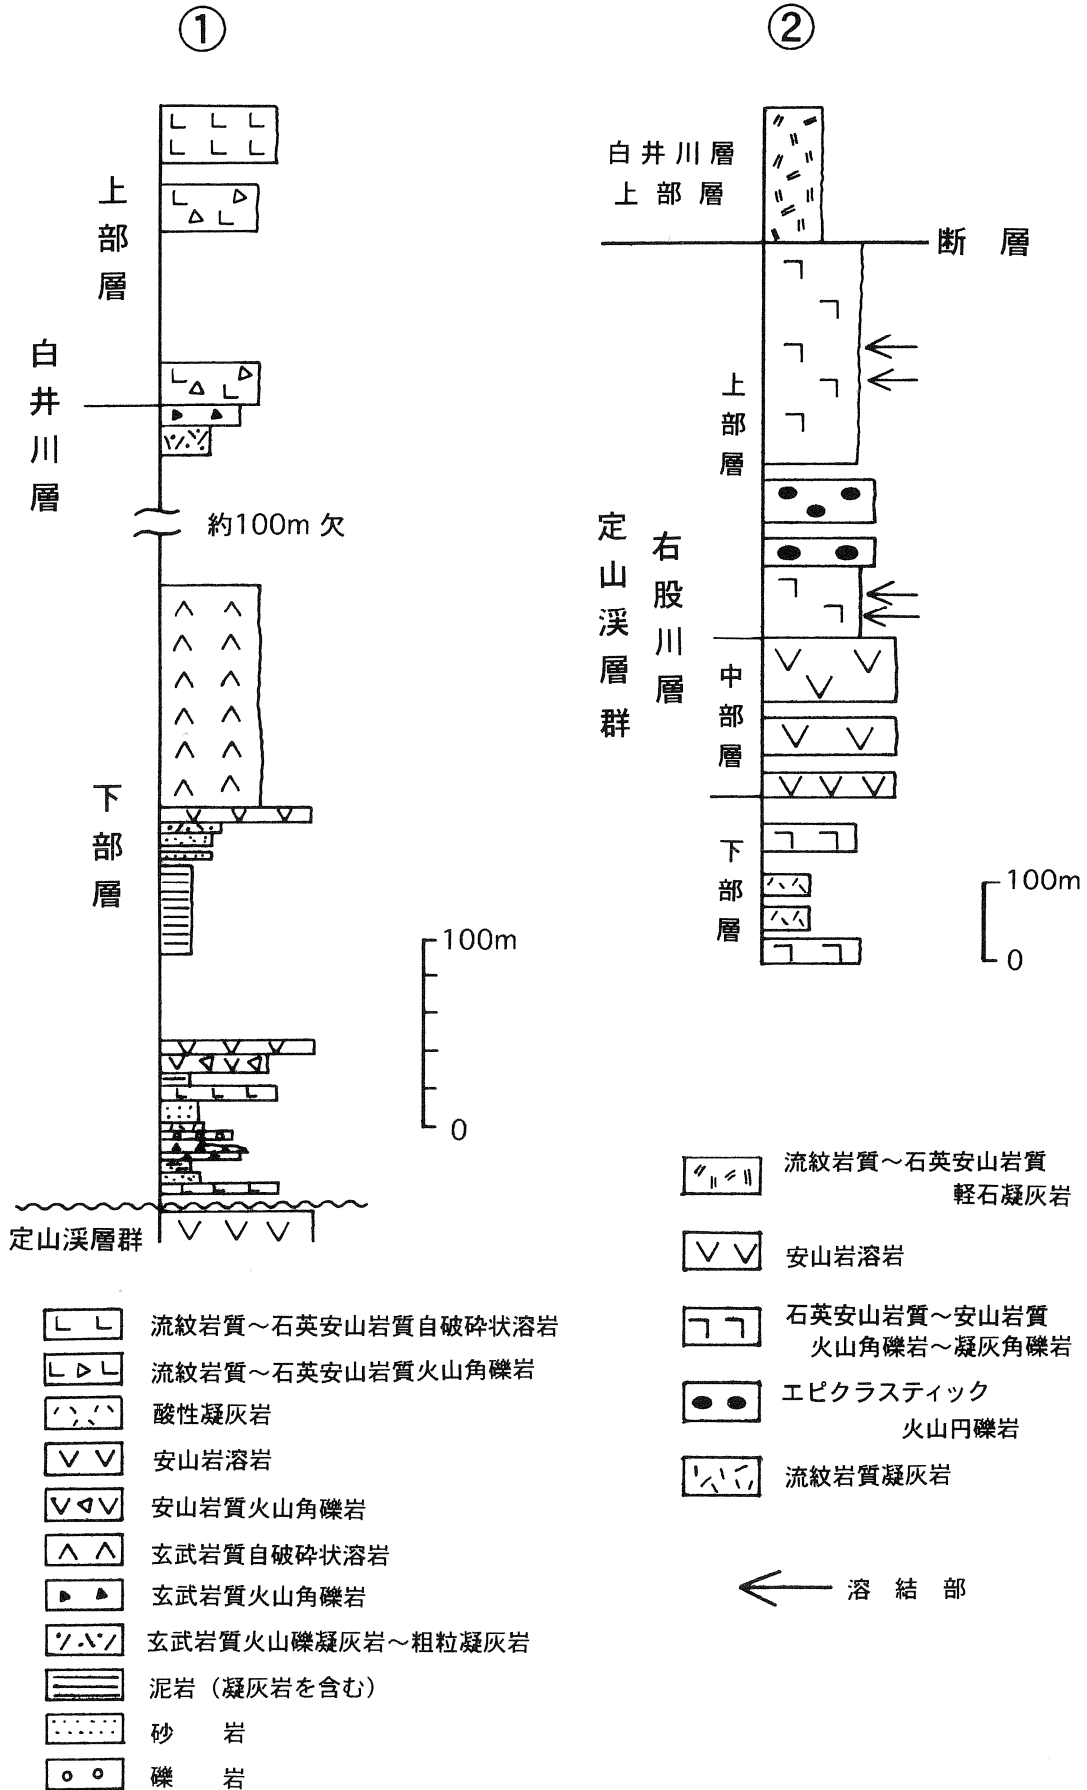 ①
上部層
白井川層
約100m 欠
下部層
100m
0
定山渓層群
流紋岩質～石英安山岩質自破砕状溶岩
流紋岩質～石英安山岩質火山角礫岩
酸性凝灰岩
安山岩溶岩
安山岩質火山角礫岩
玄武岩質自破砕状溶岩
玄武岩質火山角礫岩
玄武岩質火山礫凝灰岩～粗粒凝灰岩
泥岩（凝灰岩を含む）
砂　岩
礫　岩
②
白井川層
上部層
断　層
上部層
定山渓層群
右股川層
中部層
下部層
100m
0
流紋岩質～石英安山岩質
軽石凝灰岩
安山岩溶岩
石英安山岩質～安山岩質
火山角礫岩～凝灰角礫岩
エピクラスティック
火山円礫岩
流紋岩質凝灰岩
溶　結　部